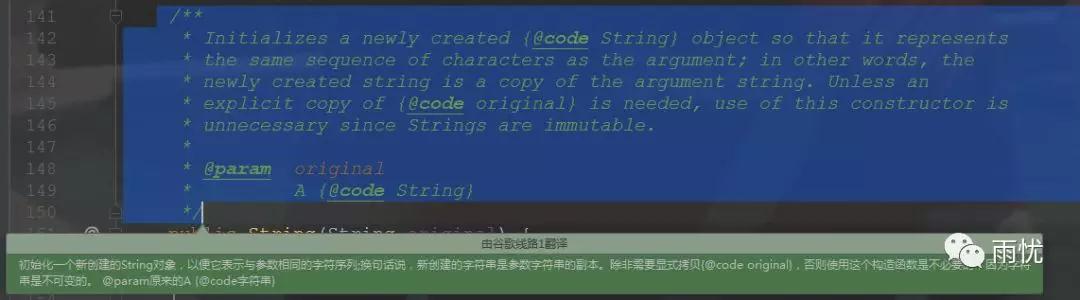 141 /**
142 * Initializes a newly created {@code String} object so that it represents
143 * the same sequence of characters as the argument; in other words, the
144 * newly created string is a copy of the argument string. Unless an
145 * explicit copy of {@code original} is needed, use of this constructor is
146 * unnecessary since Strings are immutable.
147 *
148 * @param original
149 * A {@code String}
150 */
151 @ public String(String original) {
由谷歌线路1翻译
初始化一个新创建的String对象，以便它表示与参数相同的字符序列;换句话说，新创建的字符串是参数字符串的副本。除非需要显式拷贝{@code original}，否则使用这个构造函数是不必要的，因为字符
串是不可变的。 @param原来的A {@code字符串}
雨忧